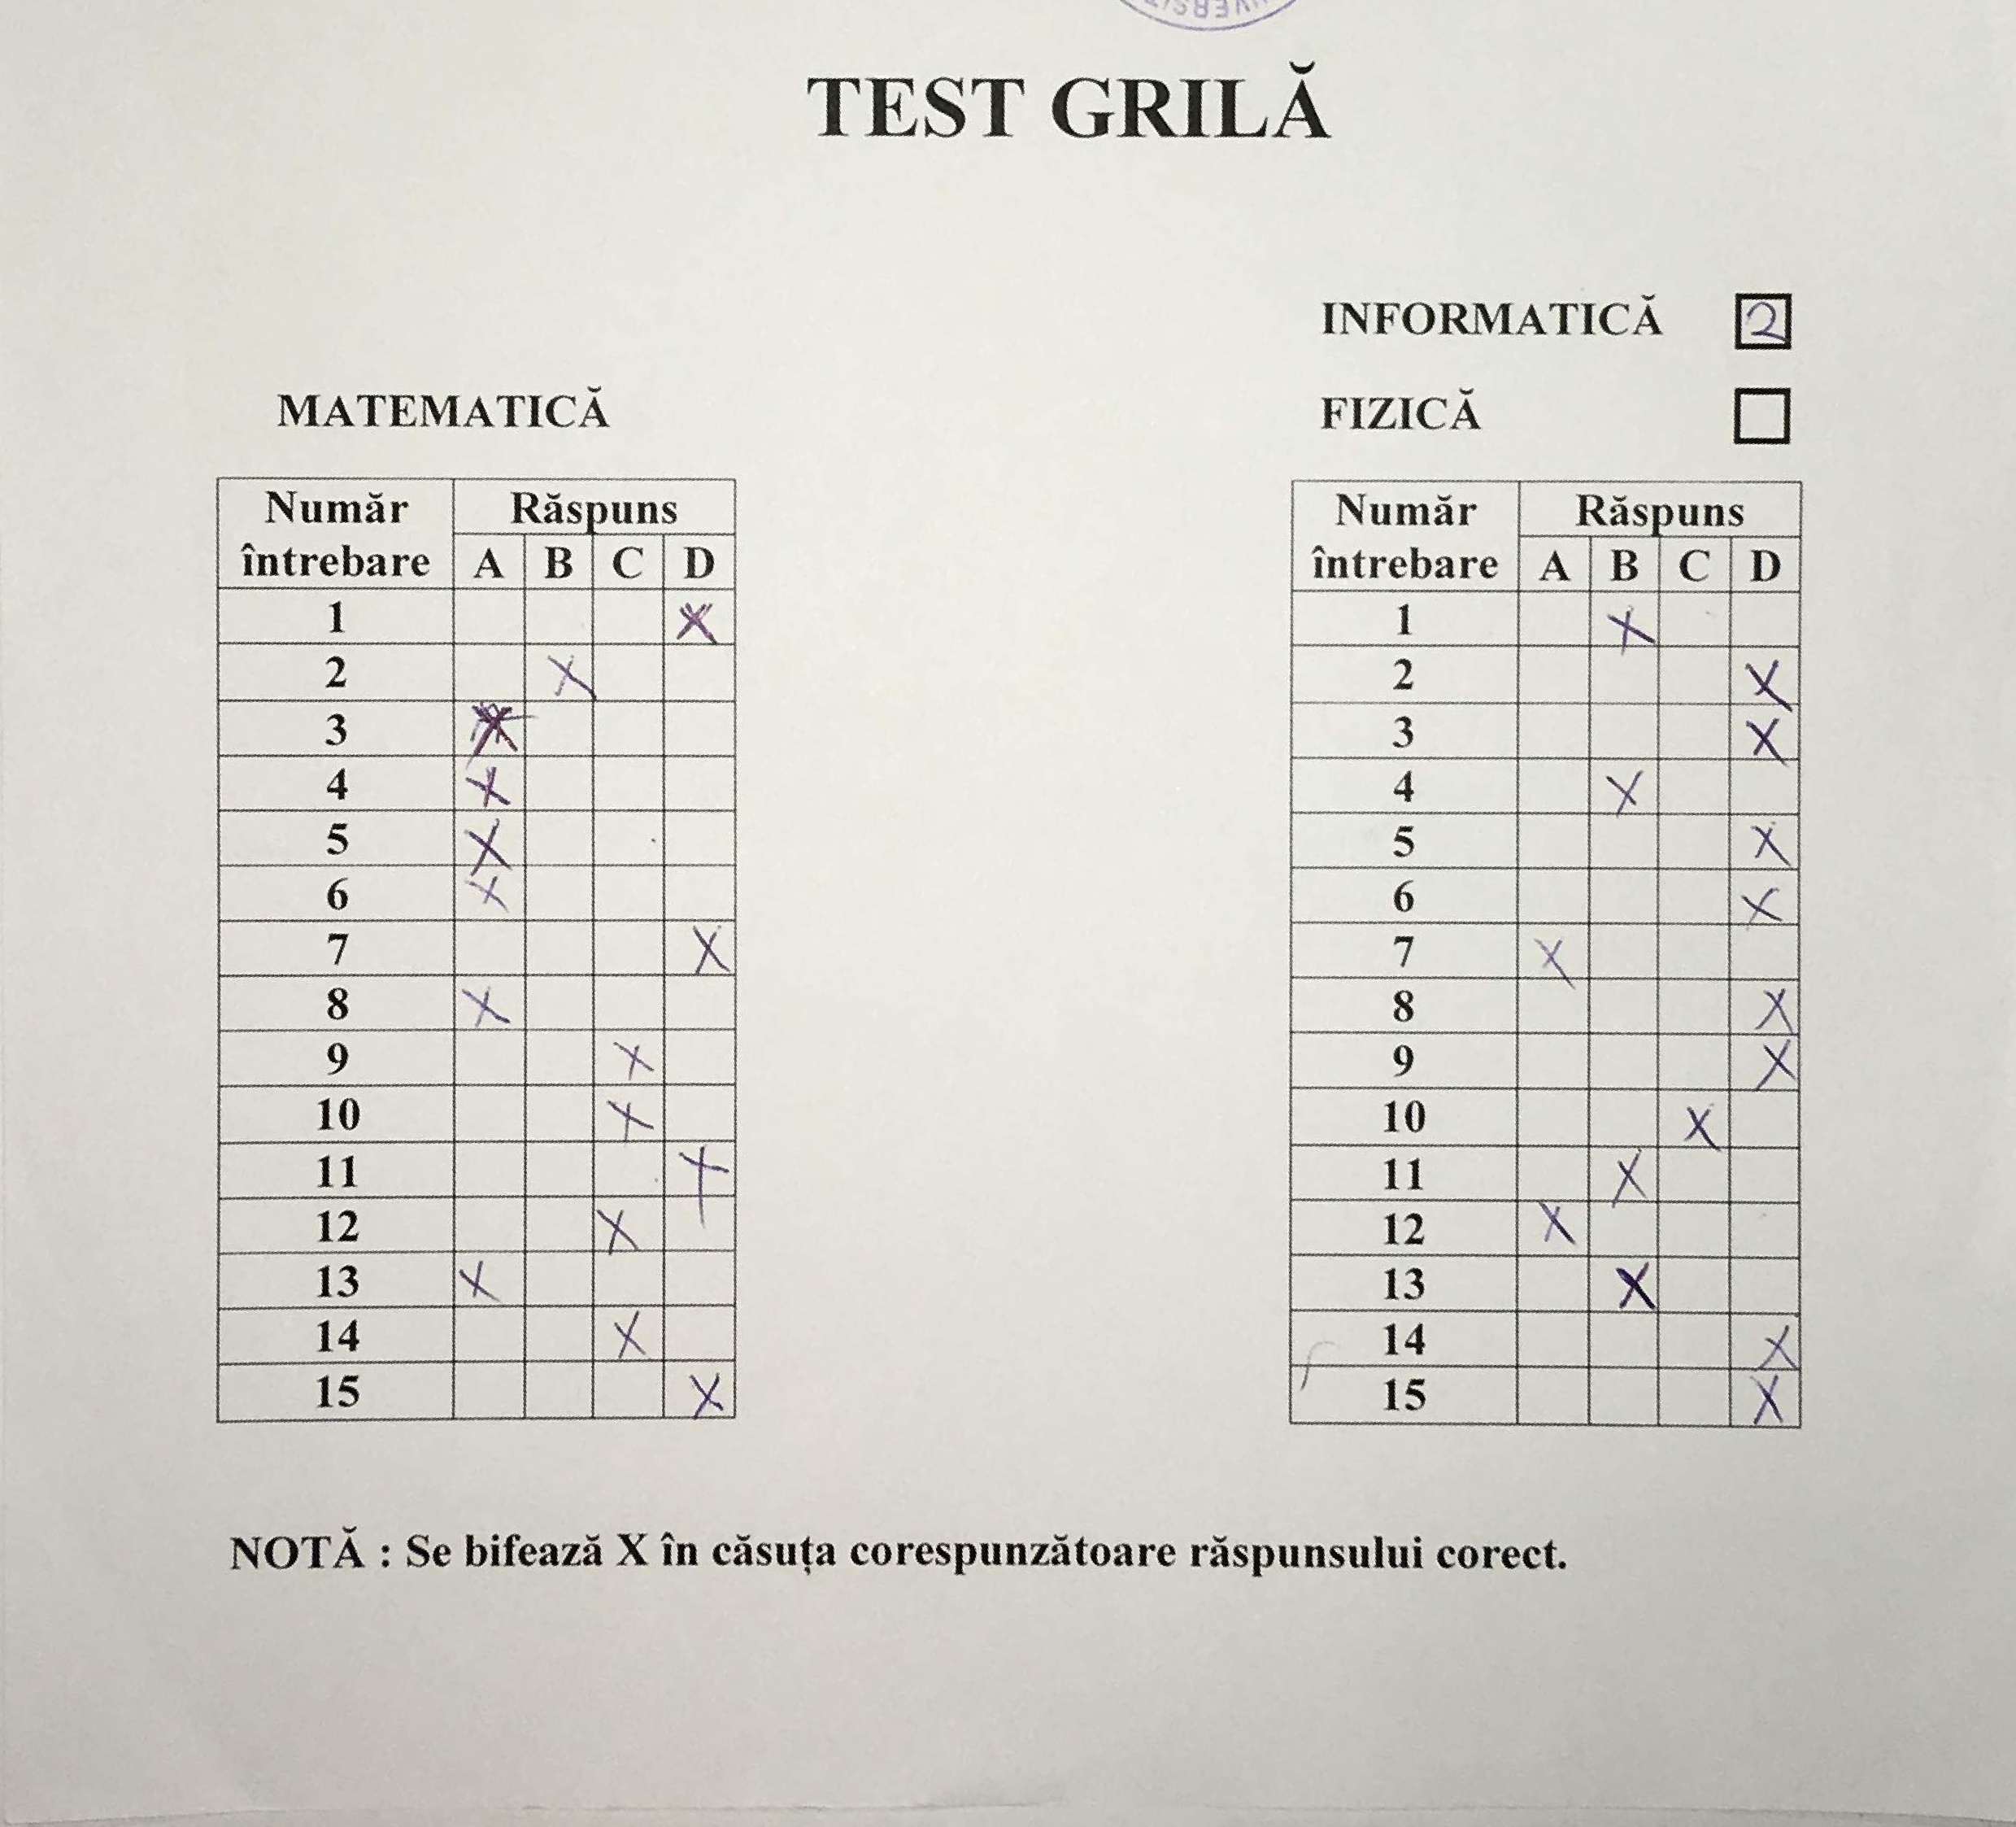 TEST GRILĂ
INFORMATICĂ 2
FIZICĂ
MATEMATICĂ
Număr întrebare Răspuns
A B C D
1 X
2 X
3 X
4 X
5 X
6 X
7 X
8 X
9 X
10 X
11 X
12 X
13 X
14 X
15 X
Număr întrebare Răspuns
A B C D
1 X
2 X
3 X
4 X
5 X
6 X
7 X
8 X
9 X
10 X
11 X
12 X
13 X
14 X
15 X
NOTĂ : Se bifează X în căsuța corespunzătoare răspunsului corect.